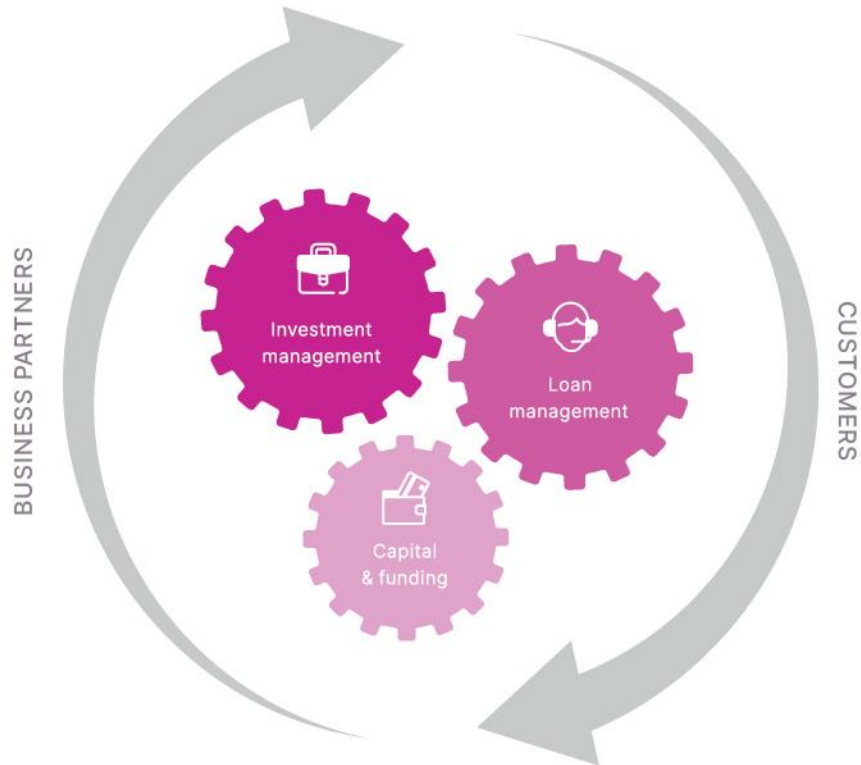 BUSINESS PARTNERS
Investment
management
Loan
management
Capital
& funding
CUSTOMERS